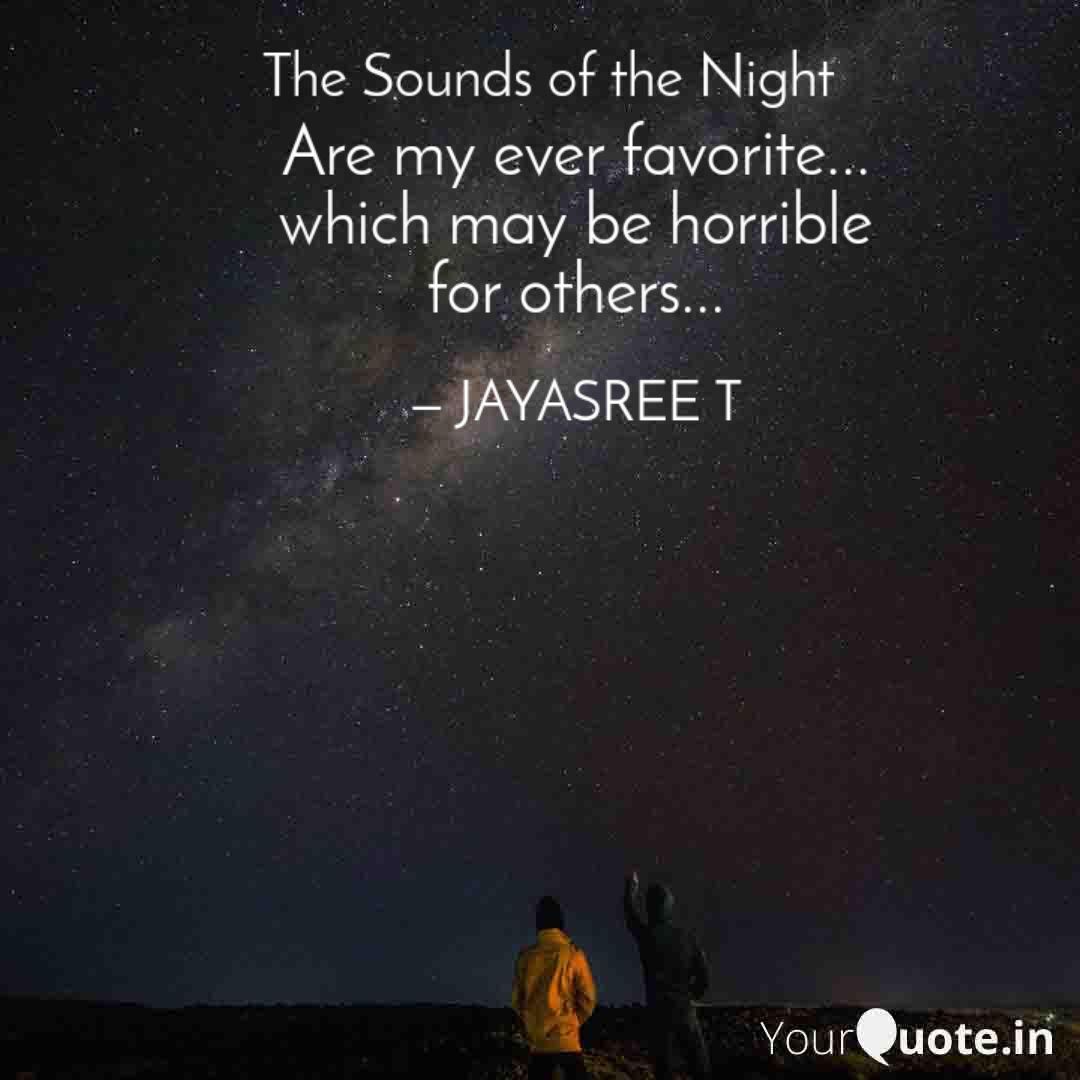 The Sounds of the Night
Are my ever favorite...
which may be horrible
for others...
– JAYASREE T
YourQuote.in